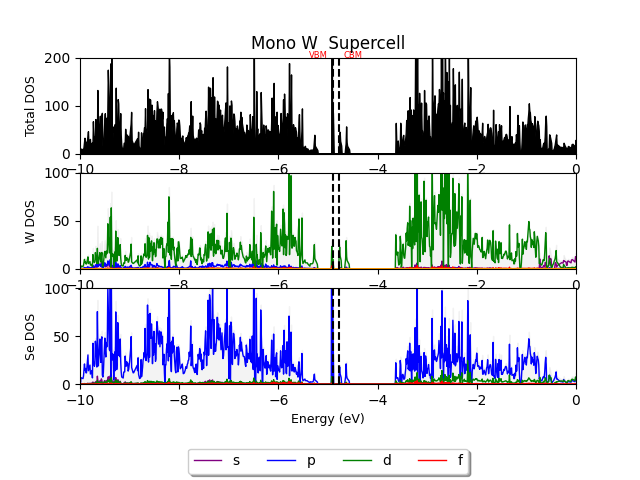 Mono W  Supercell
VBM CBM
200
100
0
Total DOS
−10 −8 −6 −4 −2 0
100
50
0
W DOS
−10 −8 −6 −4 −2 0
100
50
0
Se DOS
−10 −8 −6 −4 −2 0
Energy (eV)
s p d f